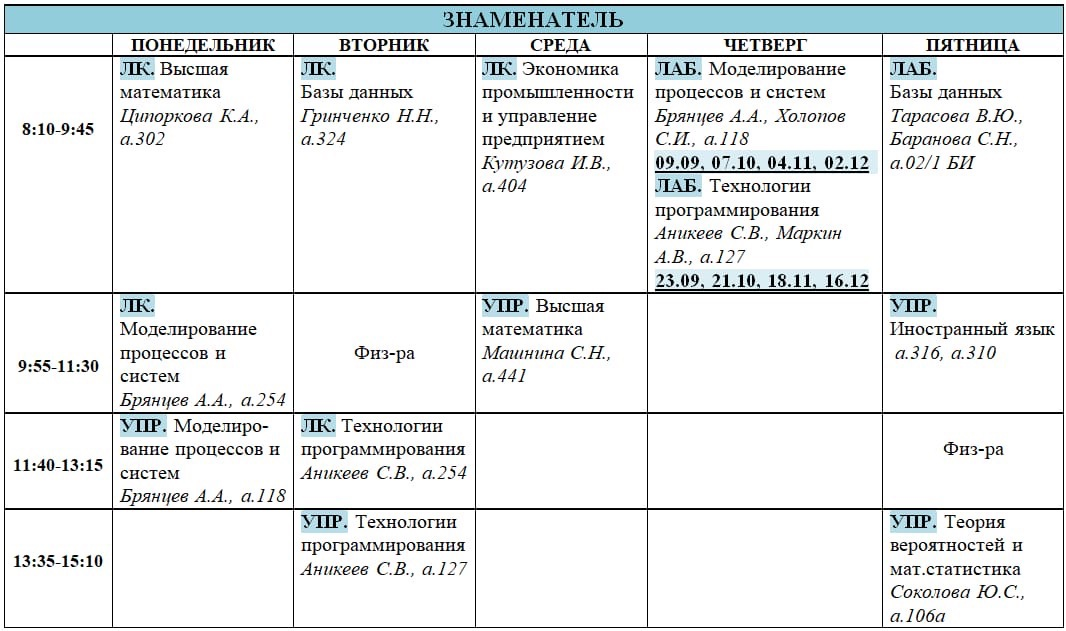 ЗНАМЕНАТЕЛЬ
ПОНЕДЕЛЬНИК ВТОРНИК СРЕДА ЧЕТВЕРГ ПЯТНИЦА
8:10-9:45
ЛК. Высшая
математика
Ципоркова К.А.,
а.302
ЛК.
Базы данных
Гринченко Н.Н.,
а.324
ЛК. Экономика
промышленности
и управление
предприятием
Кутузова И.В.,
а.404
ЛАБ. Моделирование
процессов и систем
Брянцев А.А., Холопов
С.И., а.118
09.09, 07.10, 04.11, 02.12
ЛАБ. Технологии
программирования
Аникеев С.В., Маркин
А.В., а.127
23.09, 21.10, 18.11, 16.12
ЛАБ.
Базы данных
Тарасова В.Ю.,
Баранова С.Н.,
а.02/1 БИ
9:55-11:30
ЛК.
Моделирование
процессов и
систем
Брянцев А.А., а.254
Физ-ра
УПР. Высшая
математика
Машнина С.Н.,
а.441
УПР.
Иностранный язык
а.316, а.310
11:40-13:15
УПР. Моделиро-
вание процессов и
систем
Брянцев А.А., а.118
ЛК. Технологии
программирования
Аникеев С.В., а.254
Физ-ра
13:35-15:10
УПР. Технологии
программирования
Аникеев С.В., а.127
УПР. Теория
вероятностей и
мат.статистика
Соколова Ю.С.,
а.106а